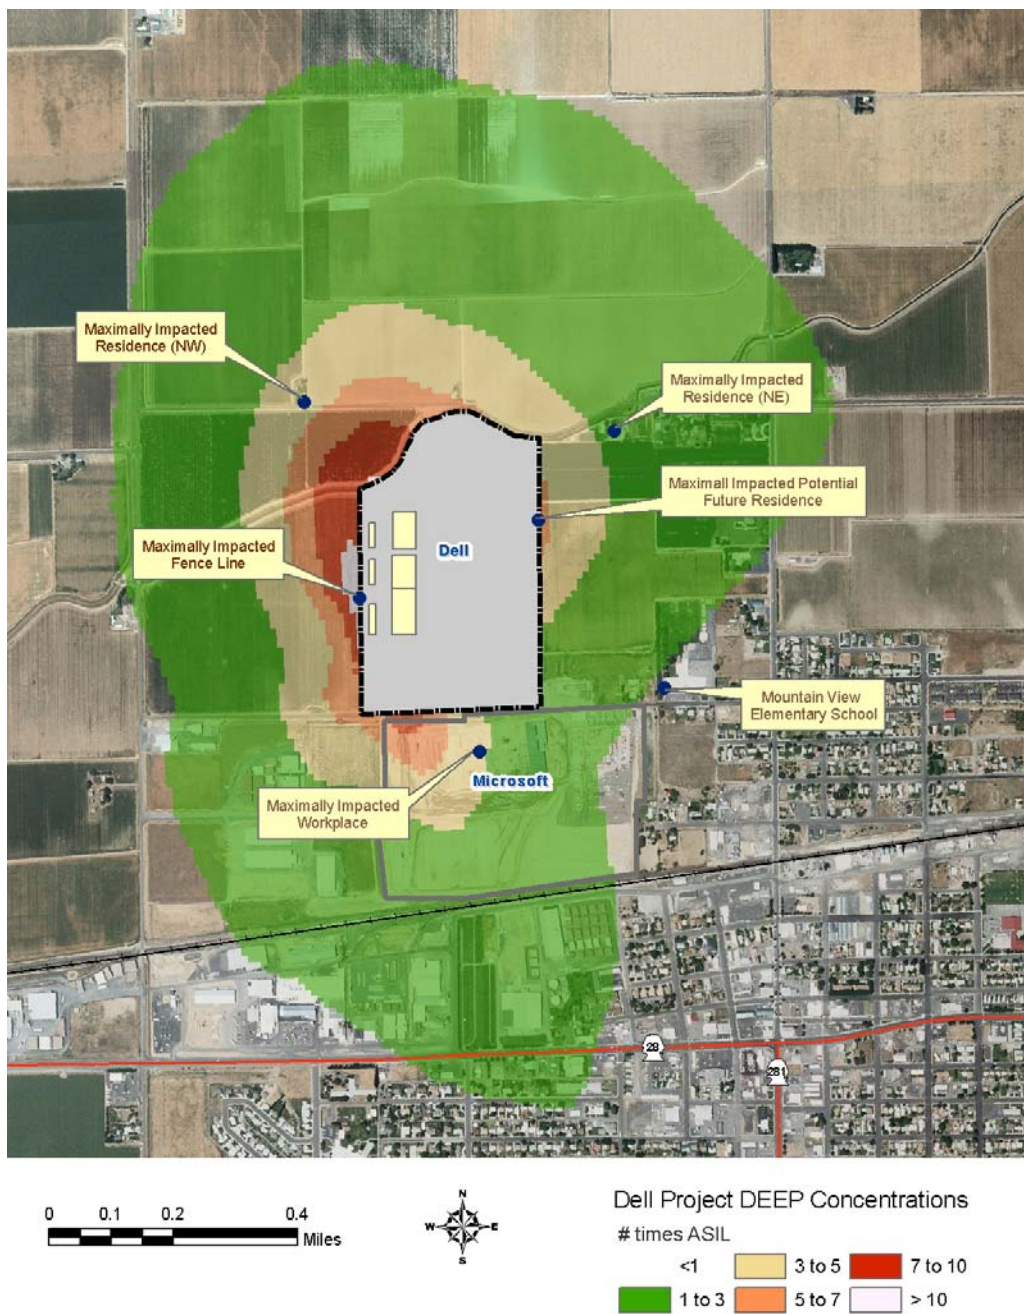 Maximally Impacted
Residence (NW)
Maximally Impacted
Residence (NE)
Maximall Impacted Potential
Future Residence
Maximally Impacted
Fence Line
Dell
Mountain View
Elementary School
Microsoft
Maximally Impacted
Workplace
28
281
0 0.1 0.2 0.4
Miles
N
W E
S
Dell Project DEEP Concentrations
# times ASIL
<1 3 to 5 7 to 10
1 to 3 5 to 7 > 10